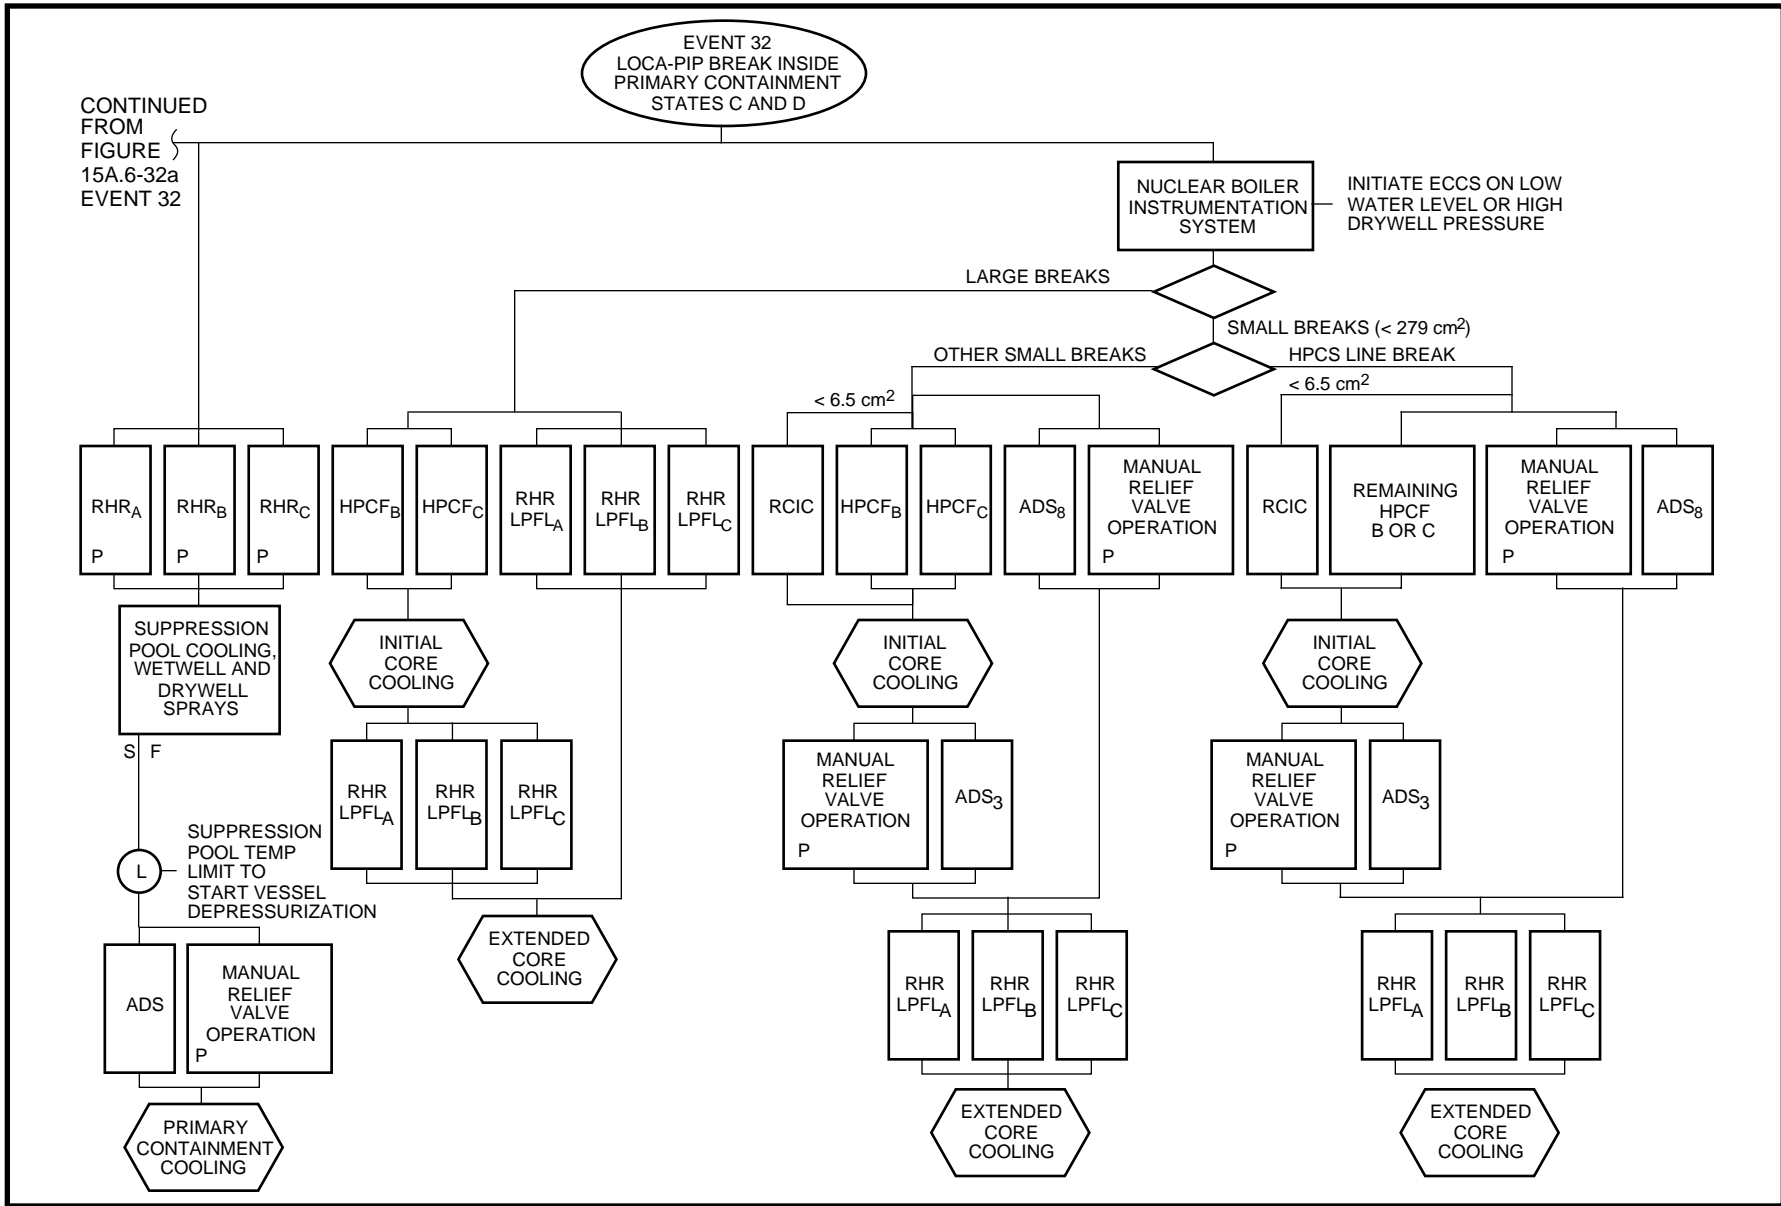 EVENT 32
LOCA-PIP BREAK INSIDE
PRIMARY CONTAINMENT
STATES C AND D
CONTINUED
FROM
FIGURE
15A.6-32a
EVENT 32
NUCLEAR BOILER
INSTRUMENTATION
SYSTEM
INITIATE ECCS ON LOW
WATER LEVEL OR HIGH
DRYWELL PRESSURE
LARGE BREAKS
SMALL BREAKS (< 279 cm2)
OTHER SMALL BREAKS
HPCS LINE BREAK
< 6.5 cm2
< 6.5 cm2
RHRA
P
RHRB
P
RHRC
P
HPCFB
HPCFC
RHR
LPFLA
RHR
LPFLB
RHR
LPFLC
RCIC
HPCFB
HPCFC
ADS8
MANUAL
RELIEF
VALVE
OPERATION
P
RCIC
REMAINING
HPCF
B OR C
MANUAL
RELIEF
VALVE
OPERATION
P
ADS8
SUPPRESSION
POOL COOLING,
WETWELL AND
DRYWELL
SPRAYS
S F
INITIAL
CORE
COOLING
INITIAL
CORE
COOLING
INITIAL
CORE
COOLING
RHR
LPFLA
RHR
LPFLB
RHR
LPFLC
MANUAL
RELIEF
VALVE
OPERATION
P
ADS3
MANUAL
RELIEF
VALVE
OPERATION
P
ADS3
L
SUPPRESSION
POOL TEMP
LIMIT TO
START VESSEL
DEPRESSURIZATION
ADS
MANUAL
RELIEF
VALVE
OPERATION
P
EXTENDED
CORE
COOLING
RHR
LPFLA
RHR
LPFLB
RHR
LPFLC
RHR
LPFLA
RHR
LPFLB
RHR
LPFLC
PRIMARY
CONTAINMENT
COOLING
EXTENDED
CORE
COOLING
EXTENDED
CORE
COOLING